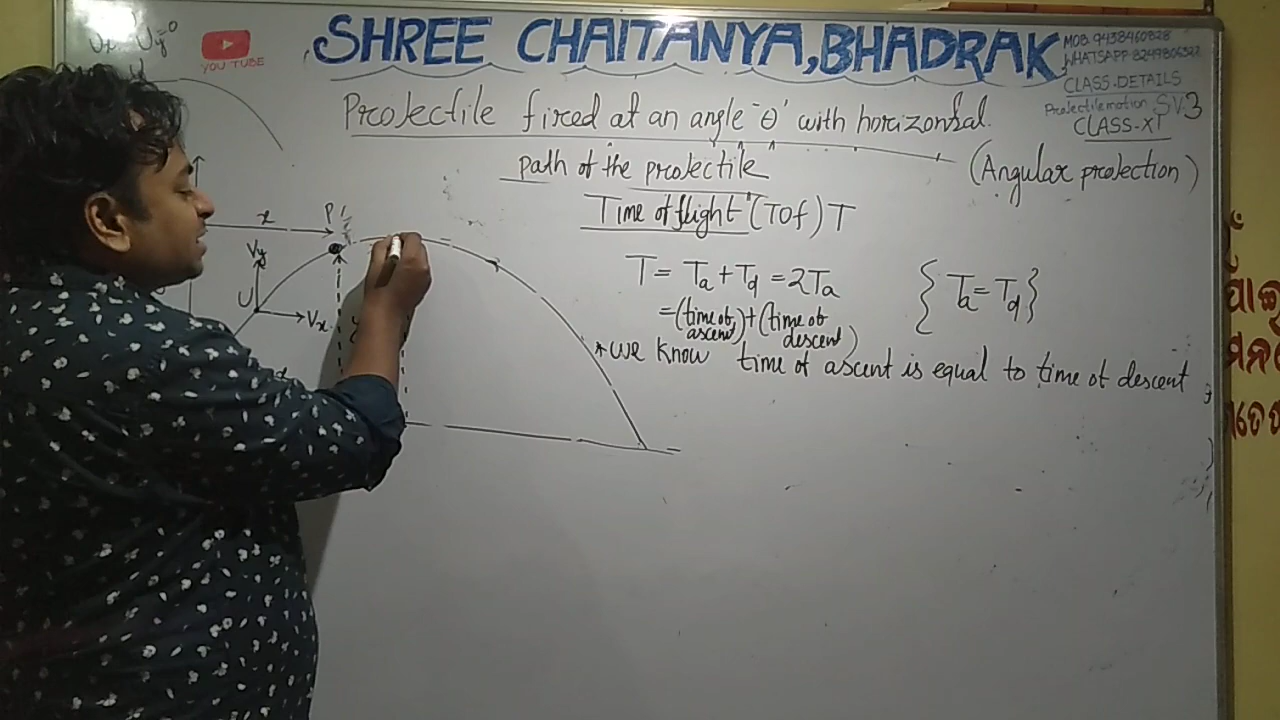 SHREE CHAITANYA, BHADRAK
YOU TUBE
MOB. 9438460828
WHATSAPP 8249806522
CLASS-DETAILS
Projectile motion SV3
CLASS-XI
Projectile fired at an angle 'θ' with horizontal.
(Angular projection)
Path of the projectile
Time of flight (TOf) T
T = Ta + Td = 2Ta
{Ta = Td}
= (time of ascent) + (time of descent)
*we know time of ascent is equal to time of descent
x
P
Vy
U
Vx